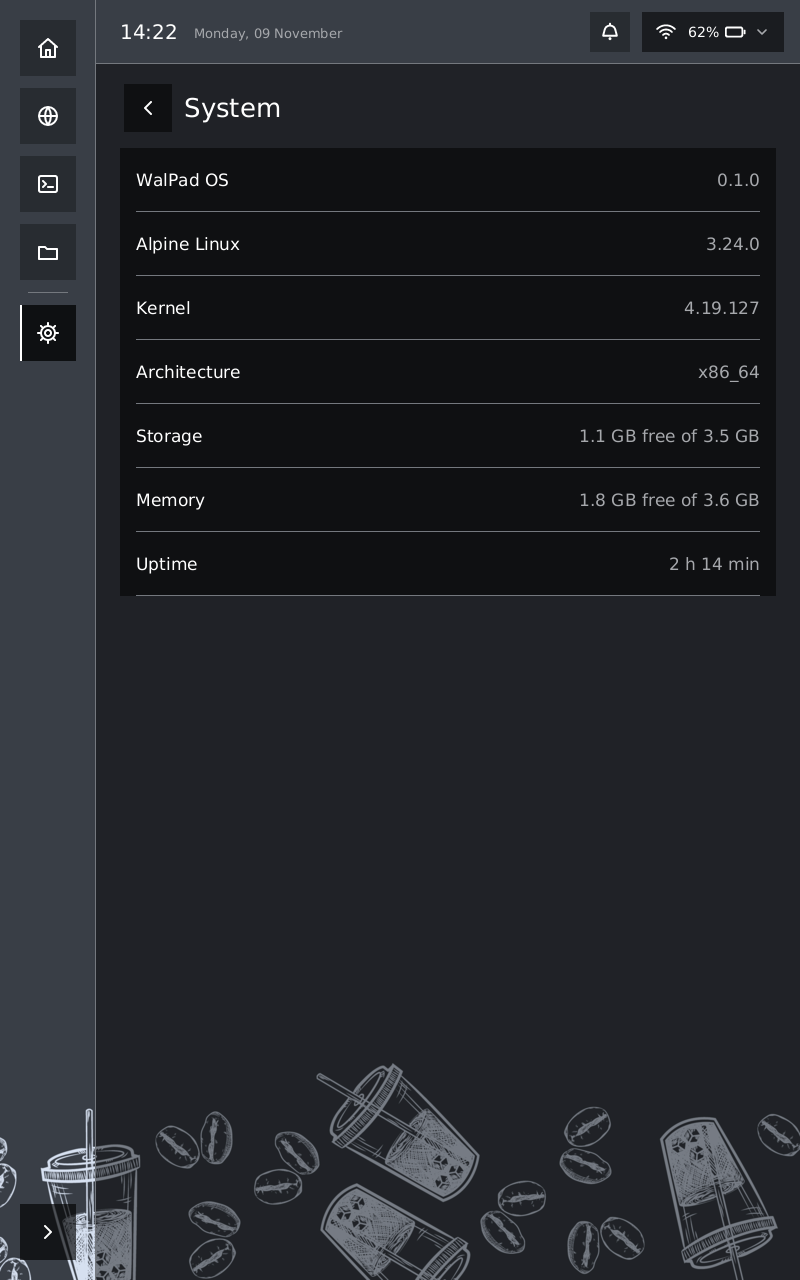 14:22 Monday, 09 November 62%
System
WalPad OS 0.1.0
Alpine Linux 3.24.0
Kernel 4.19.127
Architecture x86_64
Storage 1.1 GB free of 3.5 GB
Memory 1.8 GB free of 3.6 GB
Uptime 2 h 14 min